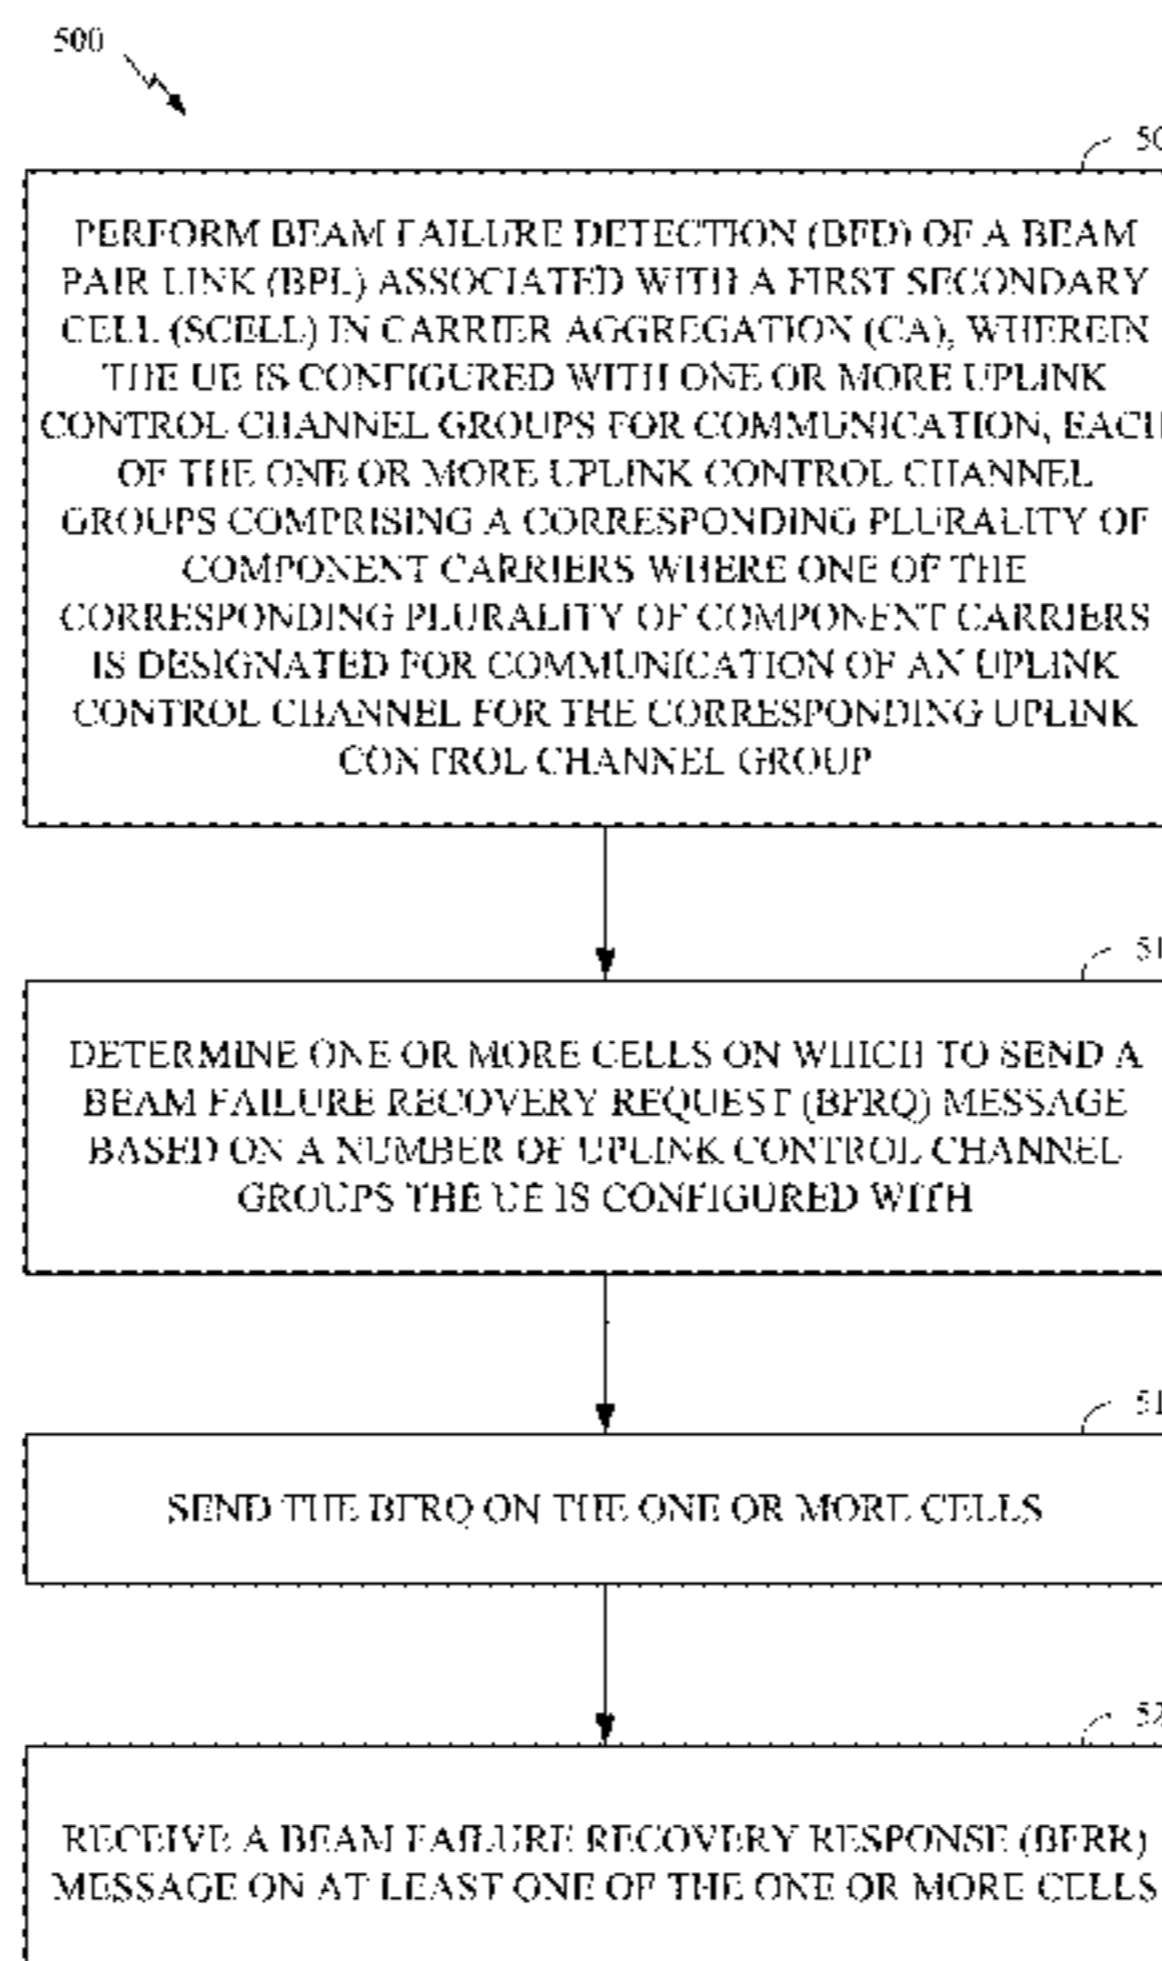 500
50
PERFORM BEAM FAILURE DETECTION (BFD) OF A BEAM
PAIR LINK (BPL) ASSOCIATED WITH A FIRST SECONDARY
CELL (SCELL) IN CARRIER AGGREGATION (CA), WHEREIN
THE UE IS CONFIGURED WITH ONE OR MORE UPLINK
CONTROL CHANNEL GROUPS FOR COMMUNICATION, EACH
OF THE ONE OR MORE UPLINK CONTROL CHANNEL
GROUPS COMPRISING A CORRESPONDING PLURALITY OF
COMPONENT CARRIERS WHERE ONE OF THE
CORRESPONDING PLURALITY OF COMPONENT CARRIERS
IS DESIGNATED FOR COMMUNICATION OF AN UPLINK
CONTROL CHANNEL FOR THE CORRESPONDING UPLINK
CONTROL CHANNEL GROUP
51
DETERMINE ONE OR MORE CELLS ON WHICH TO SEND A
BEAM FAILURE RECOVERY REQUEST (BFRQ) MESSAGE
BASED ON A NUMBER OF UPLINK CONTROL CHANNEL
GROUPS THE UE IS CONFIGURED WITH
51
SEND THE BFRQ ON THE ONE OR MORE CELLS
52
RECEIVE A BEAM FAILURE RECOVERY RESPONSE (BFRR)
MESSAGE ON AT LEAST ONE OF THE ONE OR MORE CELLS